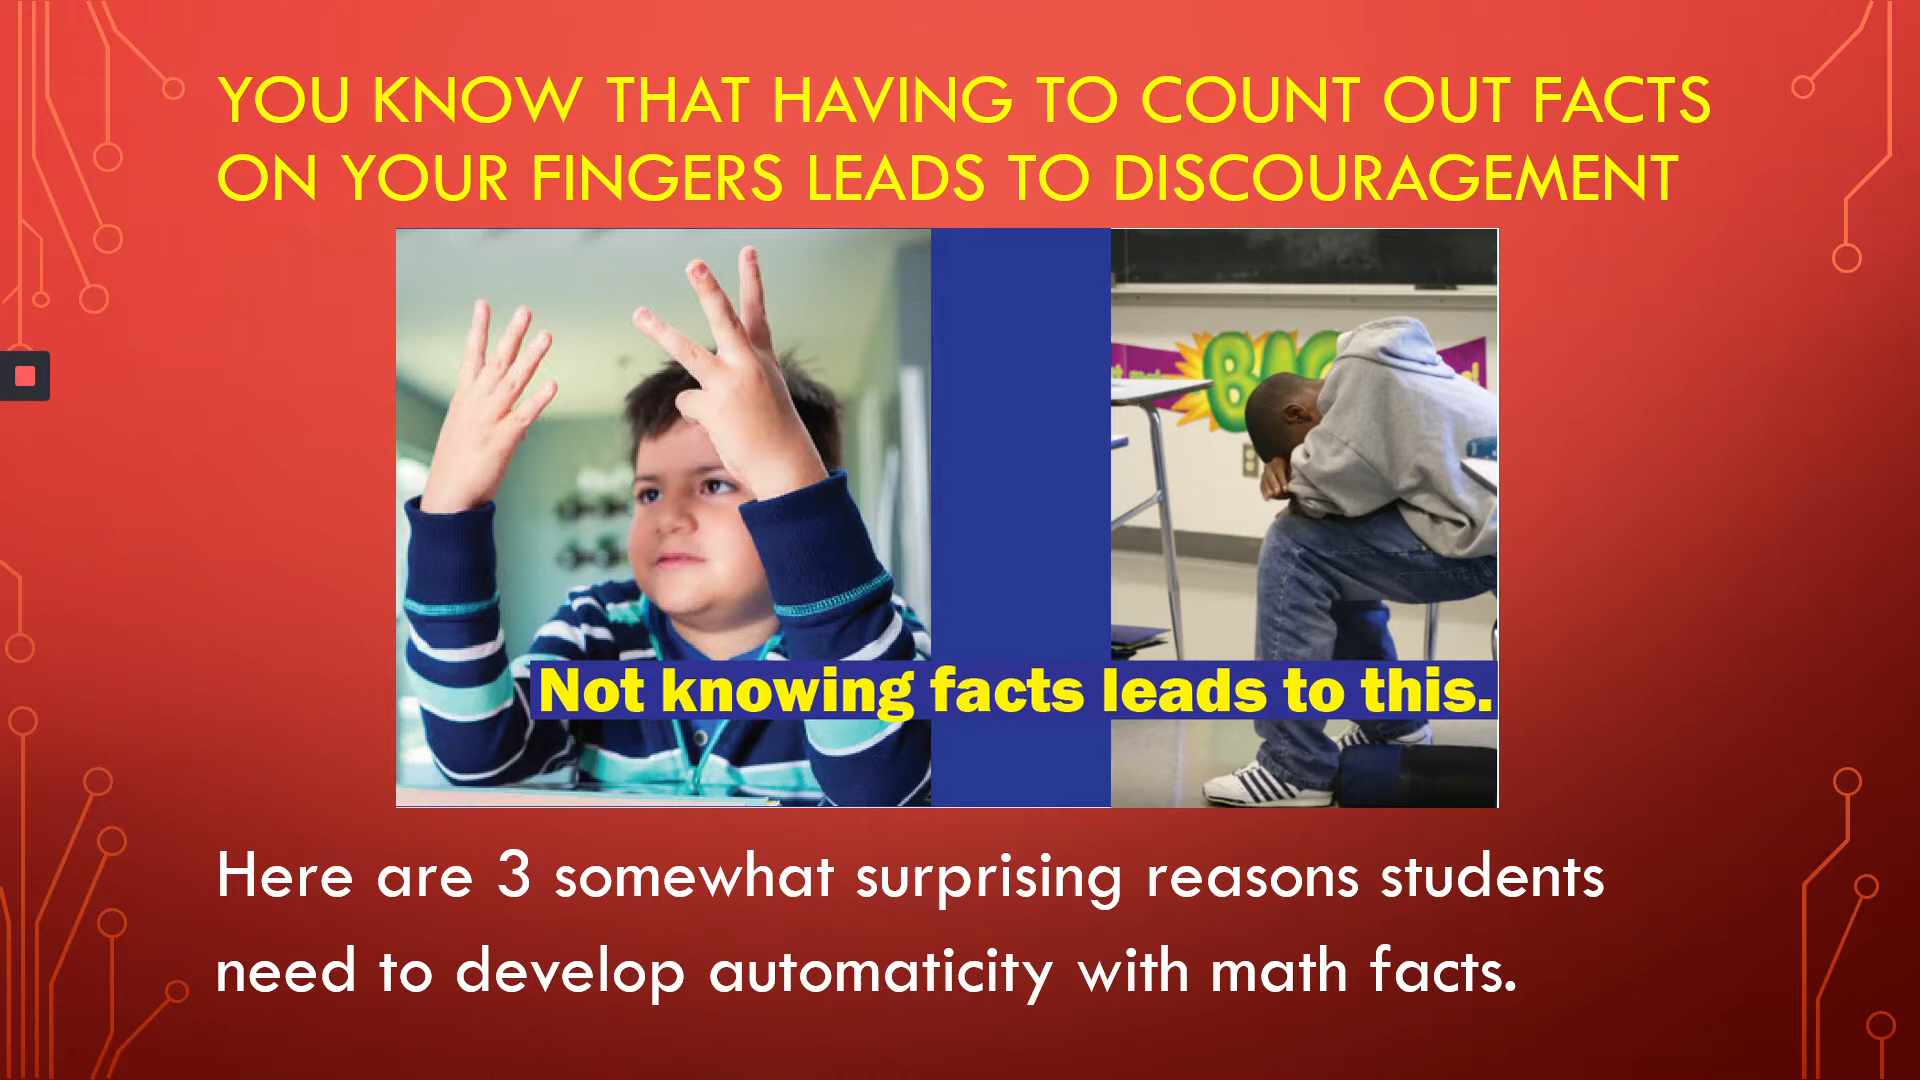 YOU KNOW THAT HAVING TO COUNT OUT FACTS
ON YOUR FINGERS LEADS TO DISCOURAGEMENT
Not knowing facts leads to this.
Here are 3 somewhat surprising reasons students
need to develop automaticity with math facts.